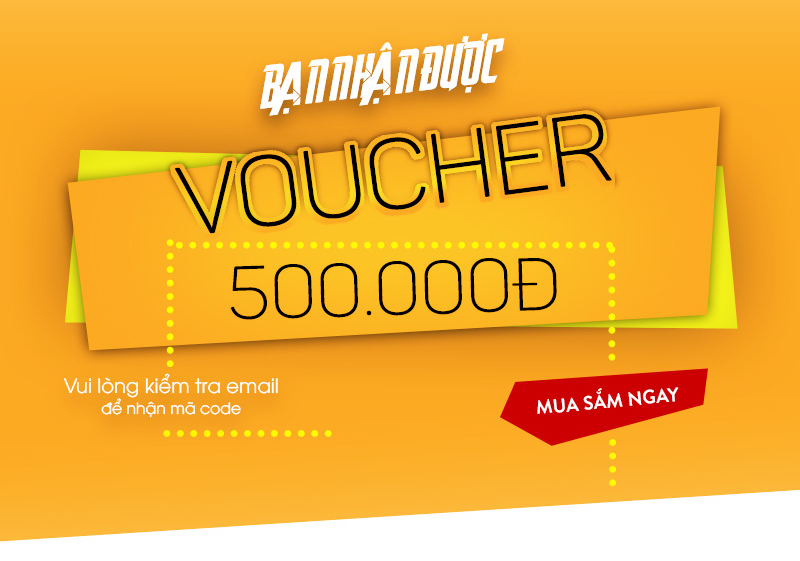 BẠN NHẬN ĐƯỢC
VOUCHER
500.000Đ
Vui lòng kiểm tra email
để nhận mã code
MUA SẮM NGAY